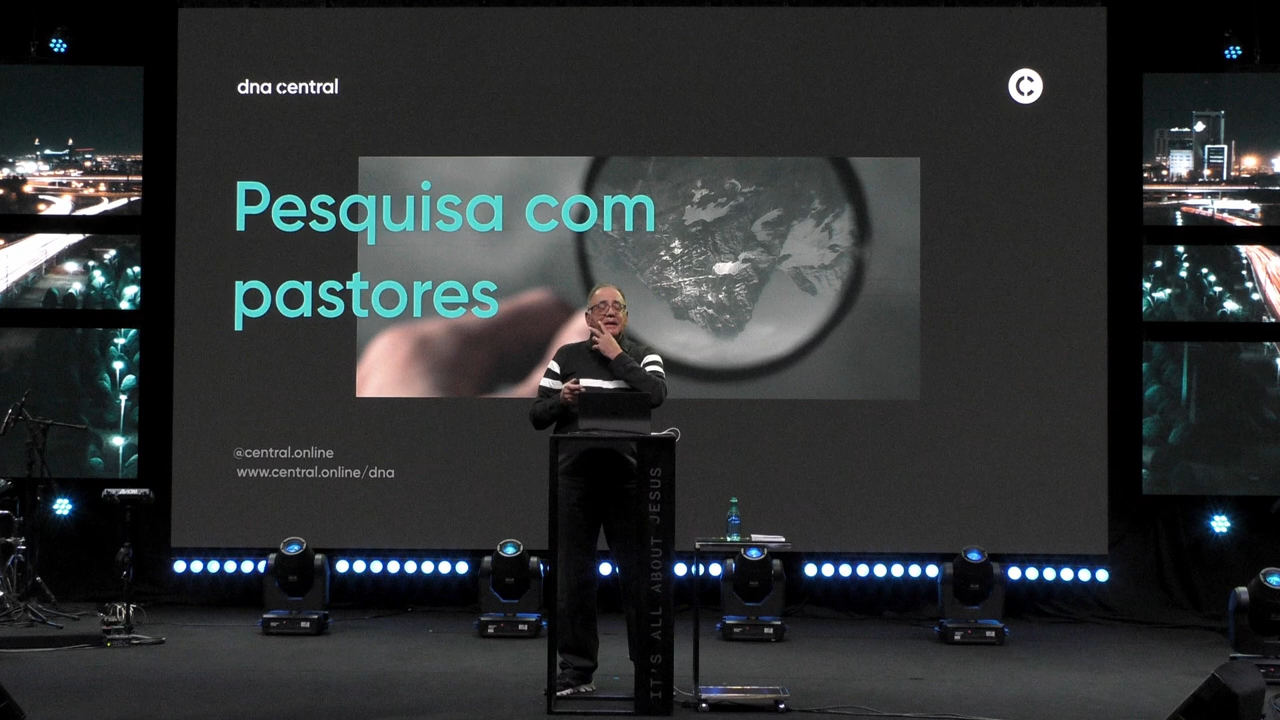 dna central
Pesquisa com
pastores
@central.online
www.central.online/dna
IT'S ALL ABOUT JESUS